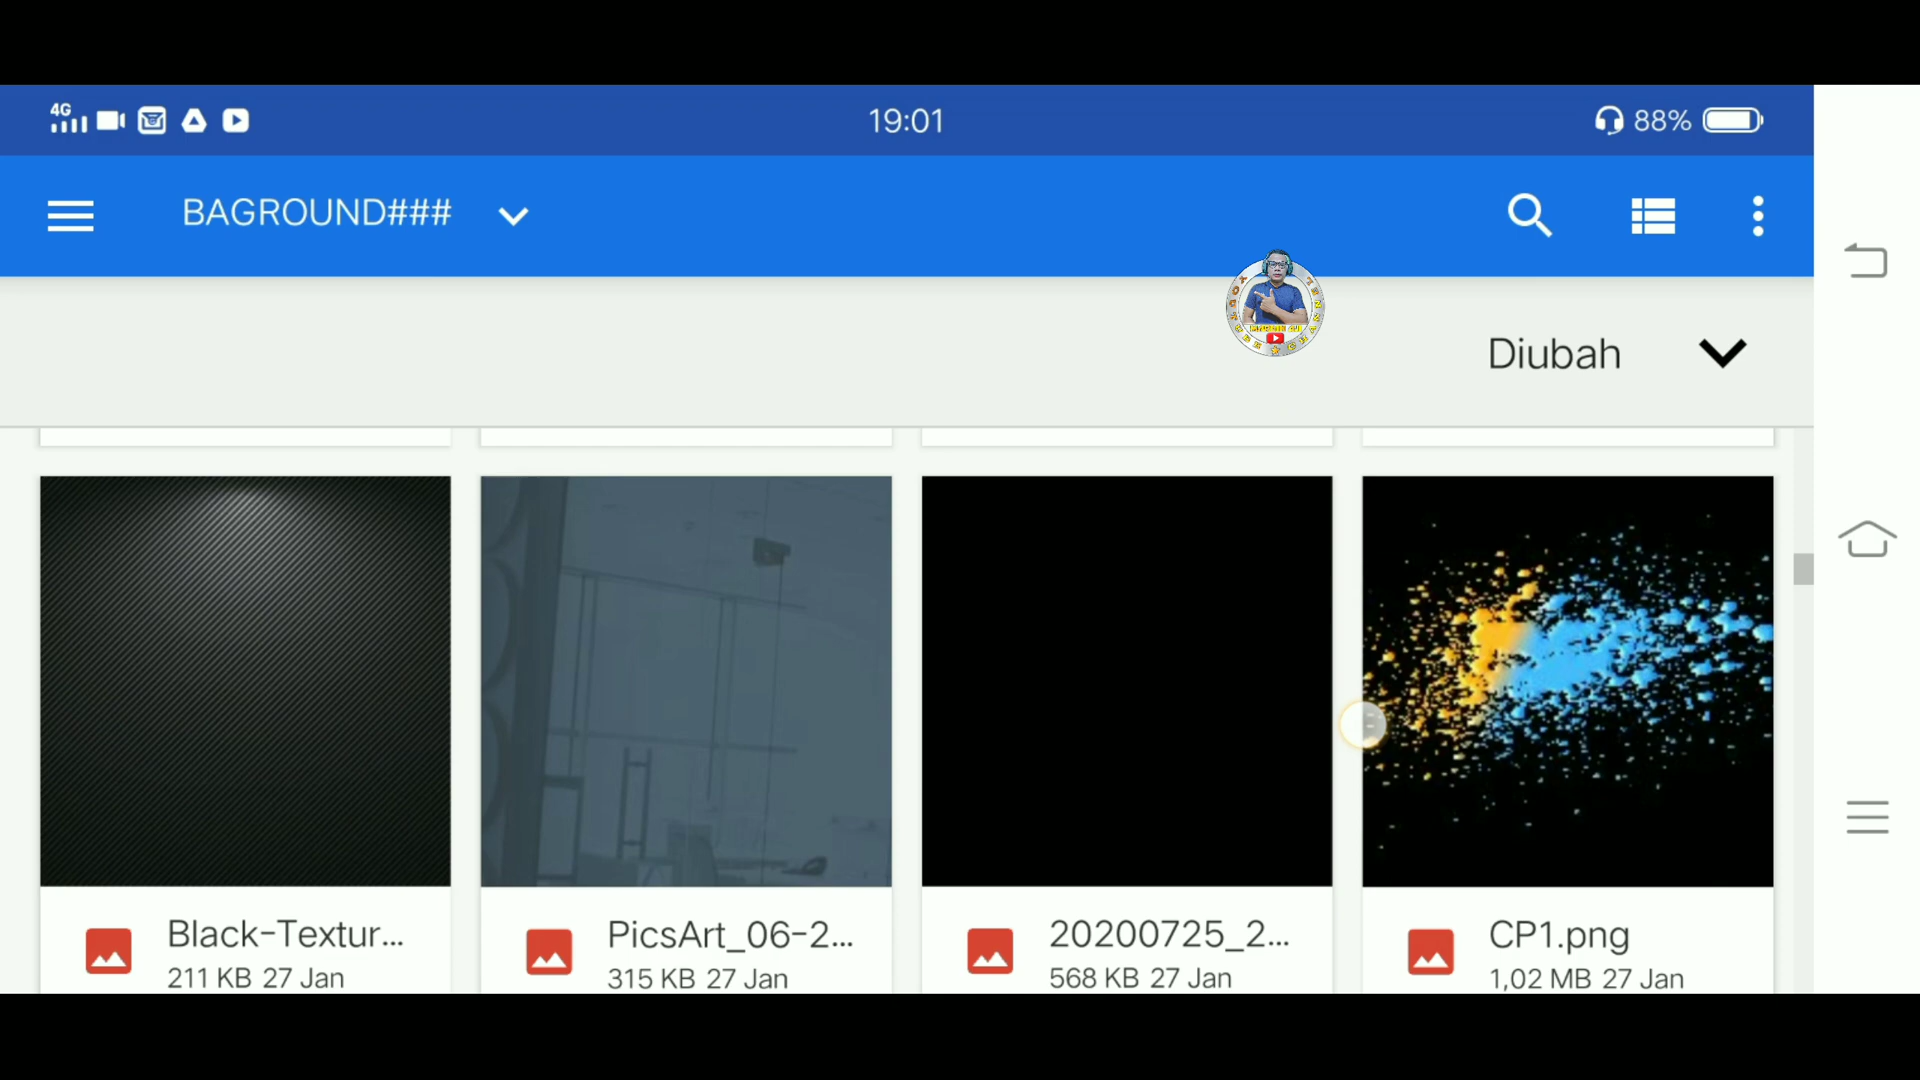 4G
19:01
88%
BAGROUND###
Diubah
Black-Textur...
211 KB 27 Jan
PicsArt_06-2...
315 KB 27 Jan
20200725_2...
568 KB 27 Jan
CP1.png
1,02 MB 27 Jan